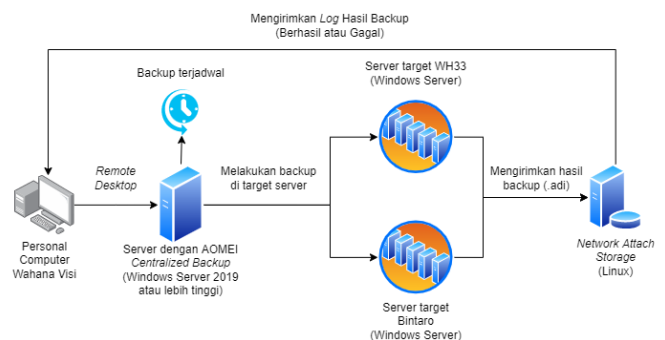 Mengirimkan Log Hasil Backup
(Berhasil atau Gagal)
Backup terjadwal
Server target WH33
(Windows Server)
Remote
Desktop
Melakukan backup
di target server
Mengirimkan hasil
backup (.adi)
Personal
Computer
Wahana Visi
Server dengan AOMEI
Centralized Backup
(Windows Server 2019
atau lebih tinggi)
Network Attach
Storage
(Linux)
Server target
Bintaro
(Windows Server)